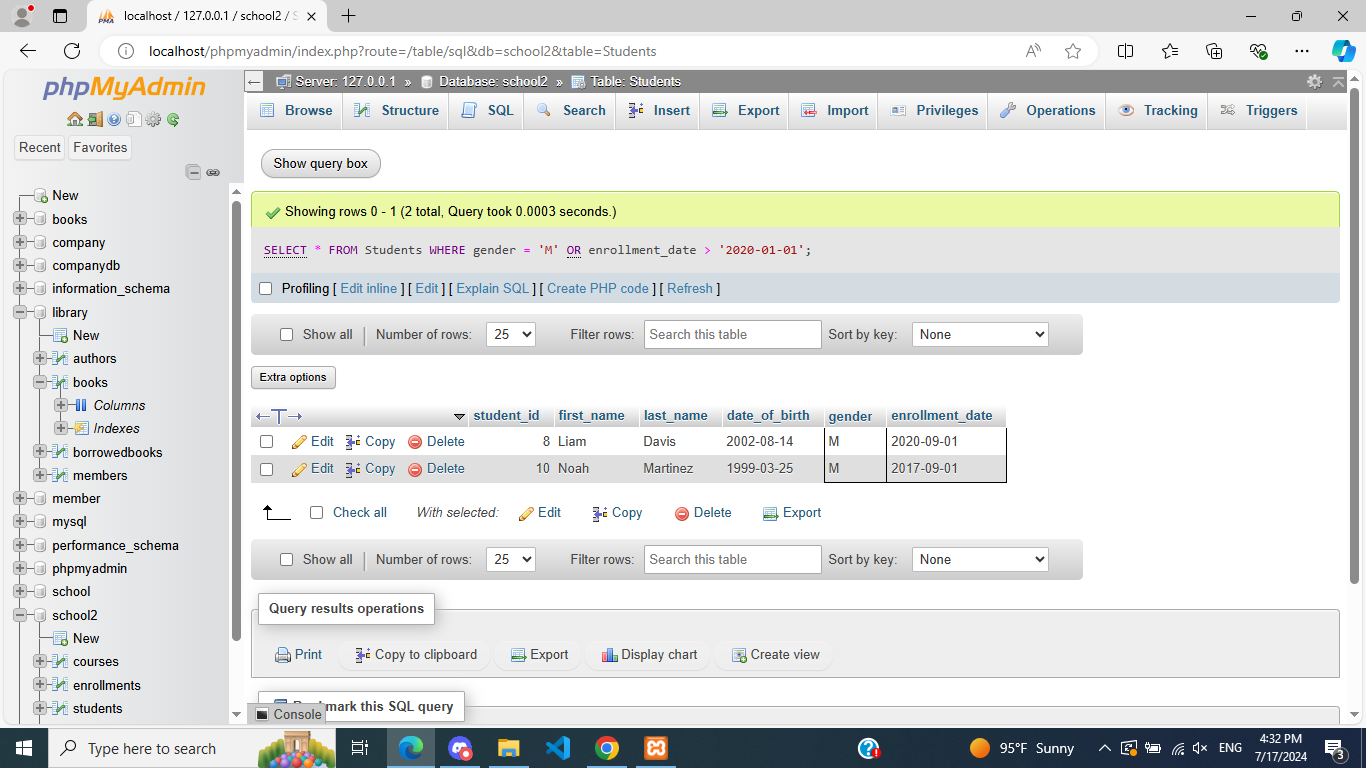 localhost / 127.0.0.1 / school2 / S
localhost/phpmyadmin/index.php?route=/table/sql&db=school2&table=Students
phpMyAdmin
Recent Favorites
New
books
company
companydb
information_schema
library
New
authors
books
Columns
Indexes
borrowedbooks
members
member
mysql
performance_schema
phpmyadmin
school
school2
New
courses
enrollments
students
Server: 127.0.0.1 » Database: school2 » Table: Students
Browse Structure SQL Search Insert Export Import Privileges Operations Tracking Triggers
Show query box
Showing rows 0 - 1 (2 total, Query took 0.0003 seconds.)
SELECT * FROM Students WHERE gender = 'M' OR enrollment_date > '2020-01-01';
Profiling [ Edit inline ] [ Edit ] [ Explain SQL ] [ Create PHP code ] [ Refresh ]
Show all Number of rows: 25 Filter rows: Search this table Sort by key: None
Extra options
←T→ student_id first_name last_name date_of_birth gender enrollment_date
Edit Copy Delete 8 Liam Davis 2002-08-14 M 2020-09-01
Edit Copy Delete 10 Noah Martinez 1999-03-25 M 2017-09-01
Check all With selected: Edit Copy Delete Export
Show all Number of rows: 25 Filter rows: Search this table Sort by key: None
Query results operations
Print Copy to clipboard Export Display chart Create view
mark this SQL query
Console
Type here to search
95°F Sunny
ENG
4:32 PM
7/17/2024
3